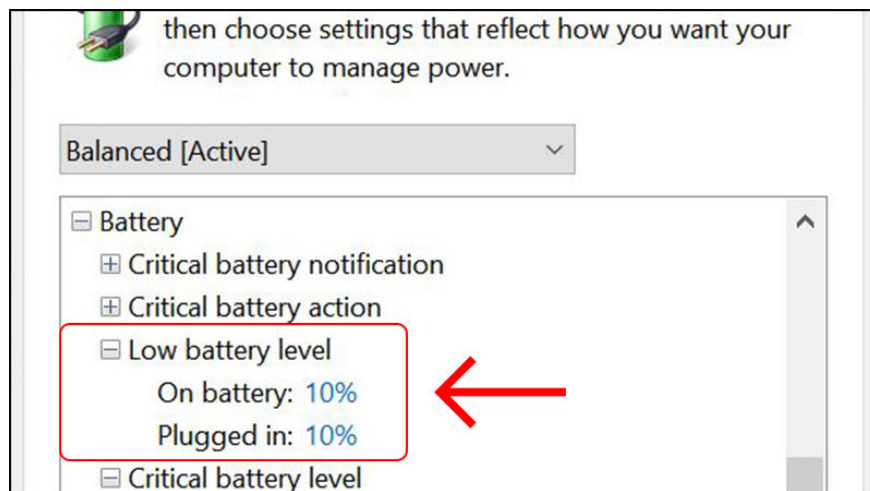 then choose settings that reflect how you want your
computer to manage power.
Balanced [Active]
Battery
Critical battery notification
Critical battery action
Low battery level
On battery: 10%
Plugged in: 10%
Critical battery level